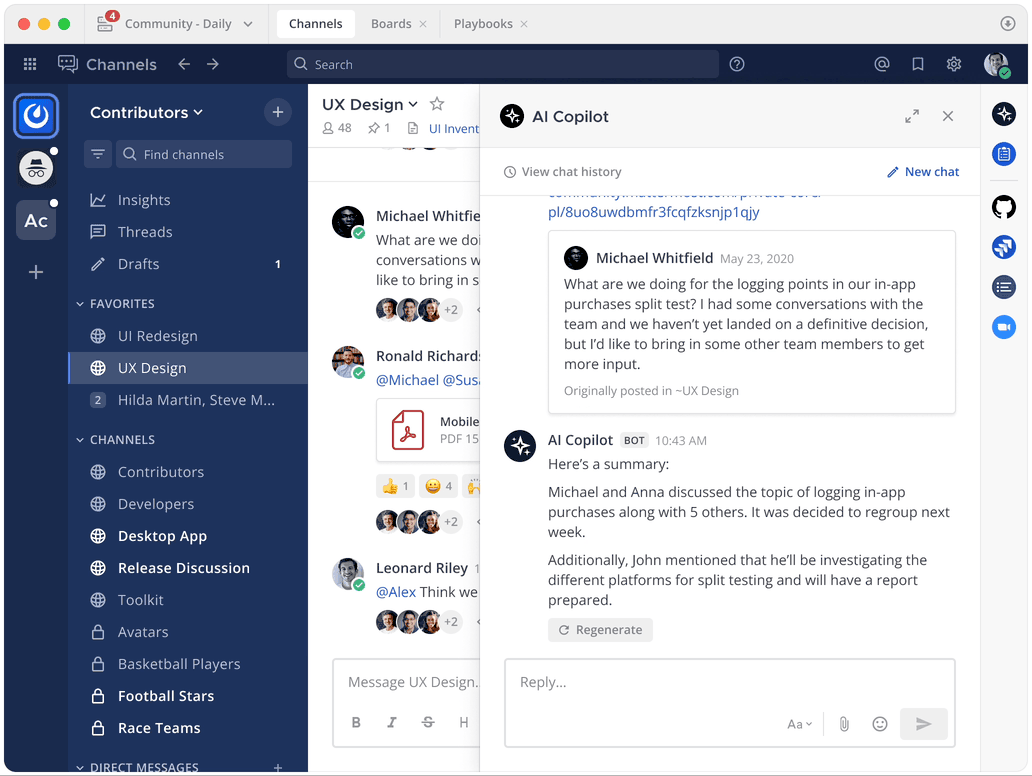 4 Community - Daily
Channels
Boards
Playbooks
Channels
Search
Contributors
Find channels
Insights
Threads
Drafts 1
FAVORITES
UI Redesign
UX Design
2 Hilda Martin, Steve M...
CHANNELS
Contributors
Developers
Desktop App
Release Discussion
Toolkit
Avatars
Basketball Players
Football Stars
Race Teams
DIRECT MESSAGES
Ac
UX Design
48 1 UI Invent
Michael Whitfie
What are we doi
conversations w
like to bring in s
+2
Ronald Richards
@Michael @Susa
Mobile
PDF 15
1 4
+2
Leonard Riley 1
@Alex Think we
+2
Message UX Design...
B I S H
AI Copilot
View chat history
New chat
pl/8uo8uwdbmfr3fcqfzksnjp1qjy
Michael Whitfield May 23, 2020
What are we doing for the logging points in our in-app
purchases split test? I had some conversations with the
team and we haven’t yet landed on a definitive decision,
but I’d like to bring in some other team members to get
more input.
Originally posted in ~UX Design
AI Copilot BOT 10:43 AM
Here’s a summary:
Michael and Anna discussed the topic of logging in-app
purchases along with 5 others. It was decided to regroup next
week.
Additionally, John mentioned that he’ll be investigating the
different platforms for split testing and will have a report
prepared.
Regenerate
Reply...
Aa